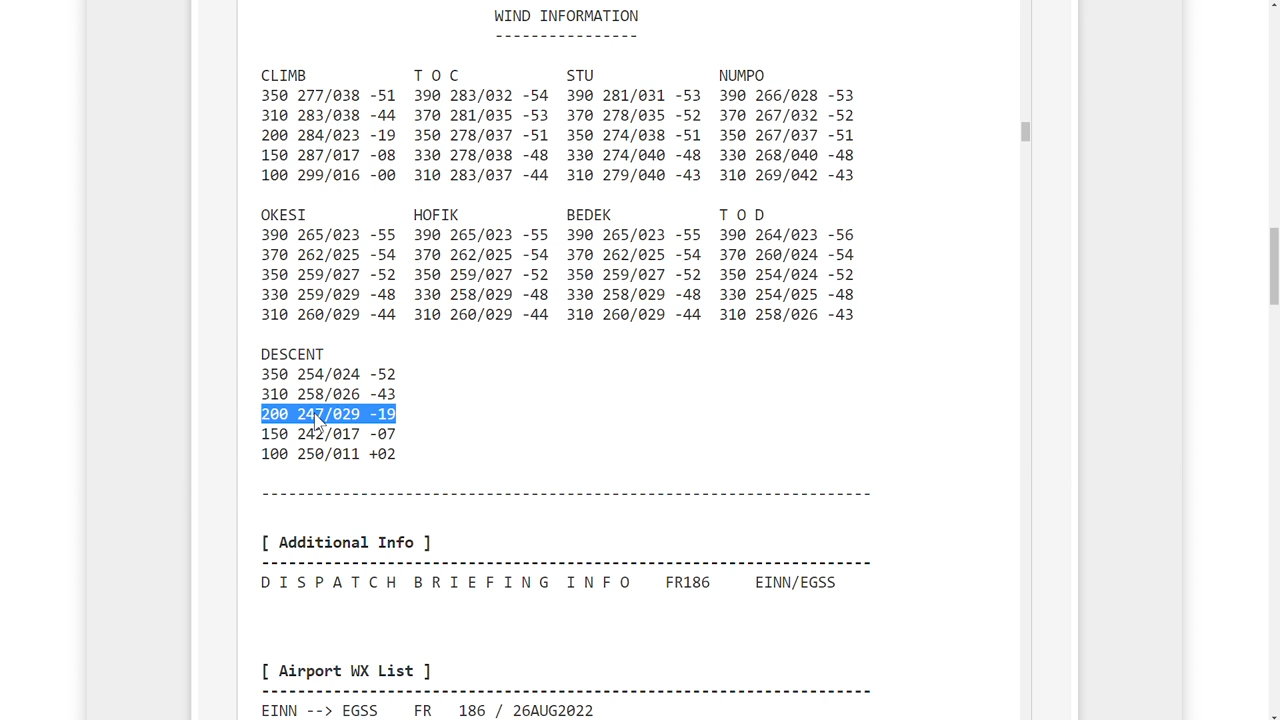 WIND INFORMATION
----------------
CLIMB T O C STU NUMPO
350 277/038 -51 390 283/032 -54 390 281/031 -53 390 266/028 -53
310 283/038 -44 370 281/035 -53 370 278/035 -52 370 267/032 -52
200 284/023 -19 350 278/037 -51 350 274/038 -51 350 267/037 -51
150 287/017 -08 330 278/038 -48 330 274/040 -48 330 268/040 -48
100 299/016 -00 310 283/037 -44 310 279/040 -43 310 269/042 -43
OKESI HOFIK BEDEK T O D
390 265/023 -55 390 265/023 -55 390 265/023 -55 390 264/023 -56
370 262/025 -54 370 262/025 -54 370 262/025 -54 370 260/024 -54
350 259/027 -52 350 259/027 -52 350 259/027 -52 350 254/024 -52
330 259/029 -48 330 258/029 -48 330 258/029 -48 330 254/025 -48
310 260/029 -44 310 260/029 -44 310 260/029 -44 310 258/026 -43
DESCENT
350 254/024 -52
310 258/026 -43
200 247/029 -19
150 242/017 -07
100 250/011 +02
--------------------------------------------------------------------
[ Additional Info ]
--------------------------------------------------------------------
D I S P A T C H B R I E F I N G I N F O FR186 EINN/EGSS
[ Airport WX List ]
--------------------------------------------------------------------
EINN --> EGSS FR 186 / 26AUG2022